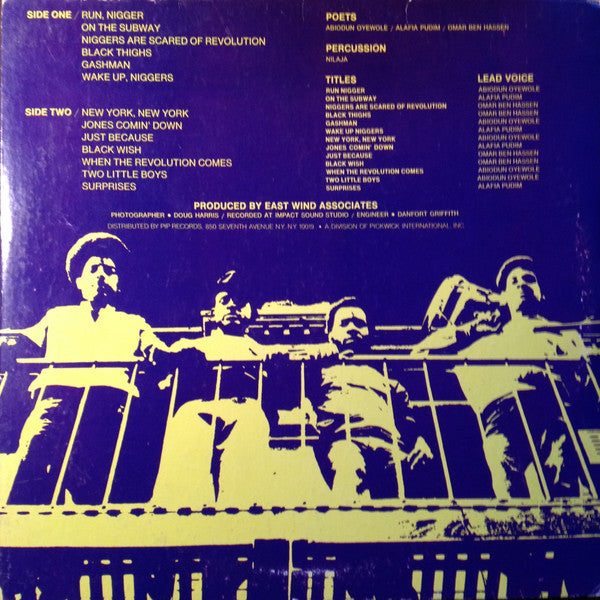 SIDE ONE / RUN, NIGGER
ON THE SUBWAY
NIGGERS ARE SCARED OF REVOLUTION
BLACK THIGHS
GASHMAN
WAKE UP, NIGGERS
SIDE TWO / NEW YORK, NEW YORK
JONES COMIN' DOWN
JUST BECAUSE
BLACK WISH
WHEN THE REVOLUTION COMES
TWO LITTLE BOYS
SURPRISES
POETS
ABIODUN OYEWOLE / ALAFIA PUDIM / OMAR BEN HASSEN
PERCUSSION
NILAJA
TITLES LEAD VOICE
RUN NIGGER ABIODUN OYEWOLE
ON THE SUBWAY ALAFIA PUDIM
NIGGERS ARE SCARED OF REVOLUTION OMAR BEN HASSEN
BLACK THIGHS ABIODUN OYEWOLE
GASHMAN OMAR BEN HASSEN
WAKE UP NIGGERS ALAFIA PUDIM
NEW YORK, NEW YORK ABIODUN OYEWOLE
JONES COMIN' DOWN ALAFIA PUDIM
JUST BECAUSE OMAR BEN HASSEN
BLACK WISH OMAR BEN HASSEN
WHEN THE REVOLUTION COMES ABIODUN OYEWOLE
TWO LITTLE BOYS ABIODUN OYEWOLE
SURPRISES ALAFIA PUDIM
PRODUCED BY EAST WIND ASSOCIATES
PHOTOGRAPHER • DOUG HARRIS / RECORDED AT IMPACT SOUND STUDIO / ENGINEER • DANFORT GRIFFITH
DISTRIBUTED BY PIP RECORDS, 850 SEVENTH AVENUE N.Y. N.Y. 10019 • A DIVISION OF PICKWICK INTERNATIONAL, INC.